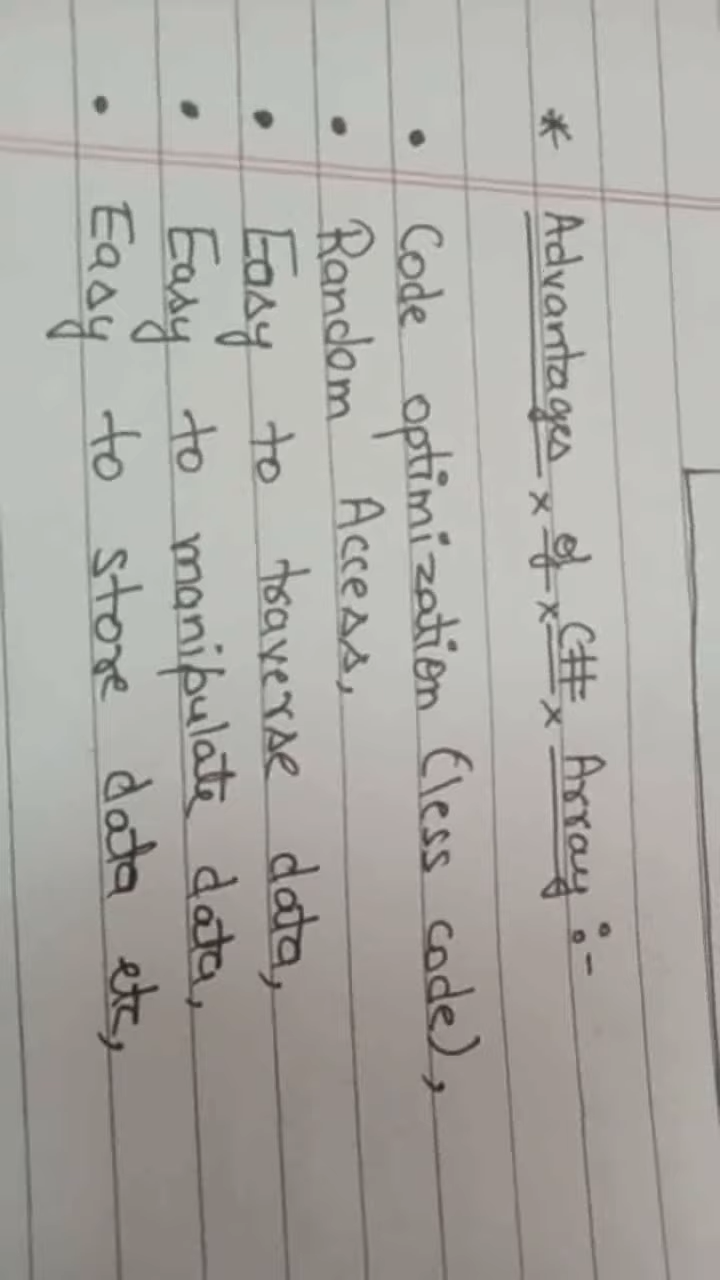 * Advantages of C# Array :-
• Code optimization (less code),
• Random Access,
• Easy to traverse data,
• Easy to manipulate data,
• Easy to store data etc,